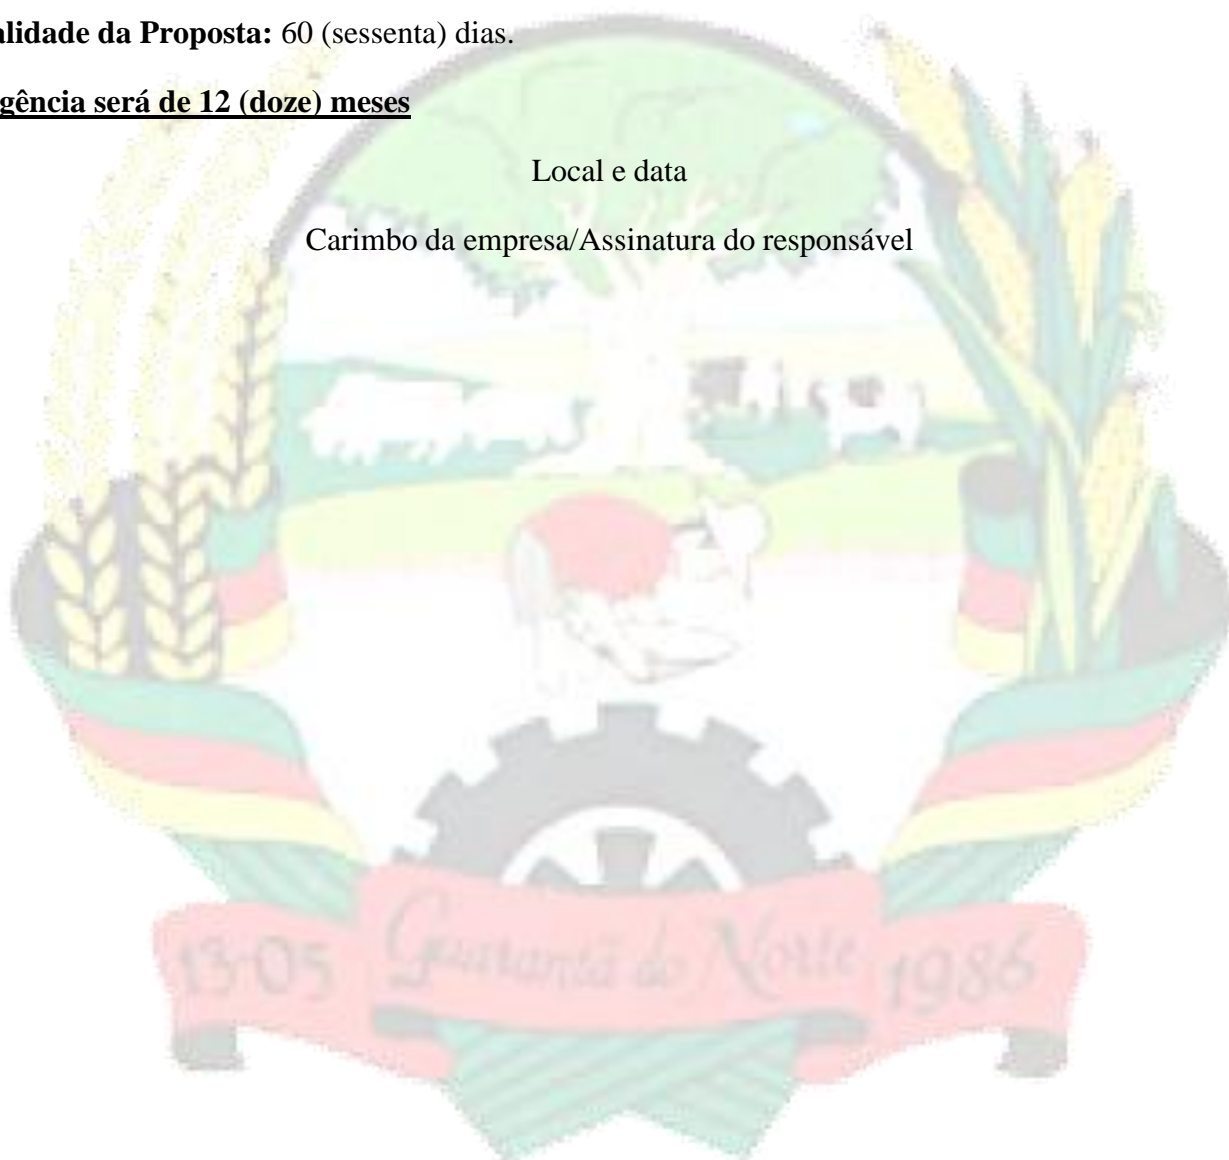 alidade da Proposta: 60 (sessenta) dias.
gência será de 12 (doze) meses
Local e data
Carimbo da empresa/Assinatura do responsável
13-05 Guarantã do Norte 1986